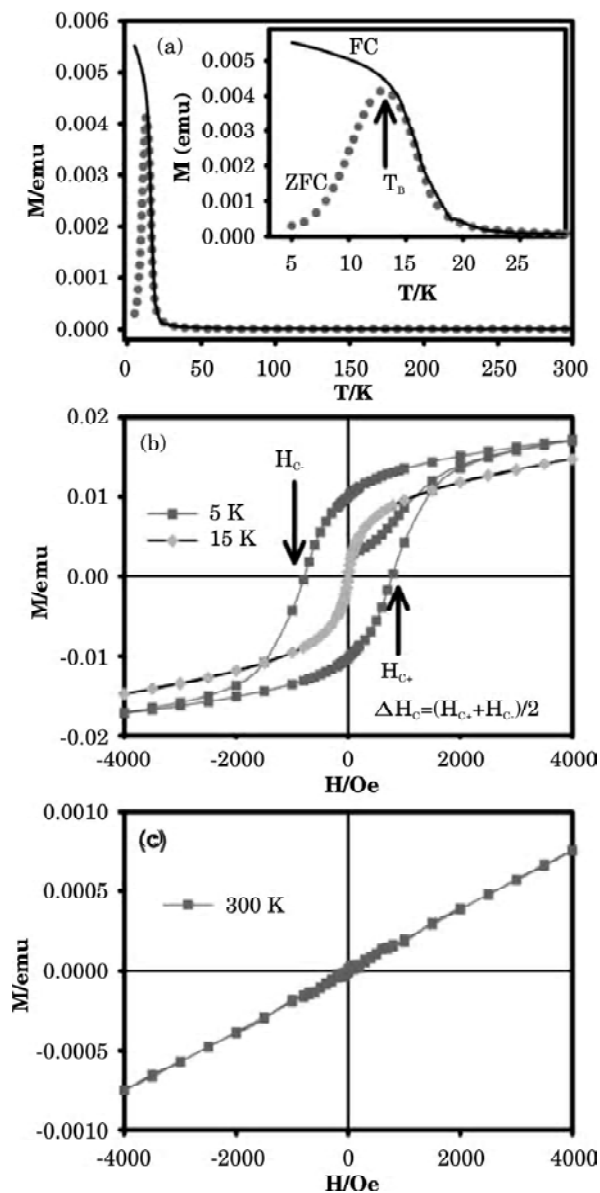 (a)
M/emu
0.006
0.005
0.004
0.003
0.002
0.001
0.000
0 50 100 150 200 250 300
T/K
M (emu)
0.005
0.004
0.003
0.002
0.001
0.000
FC
ZFC
T_B
5 10 15 20 25
T/K
(b)
M/emu
0.02
0.01
0.00
-0.01
-0.02
H_C-
5 K
15 K
H_C+
ΔH_C=(H_C++H_C-)/2
-4000 -2000 0 2000 4000
H/Oe
(c)
M/emu
0.0010
0.0005
0.0000
-0.0005
-0.0010
300 K
-4000 -2000 0 2000 4000
H/Oe